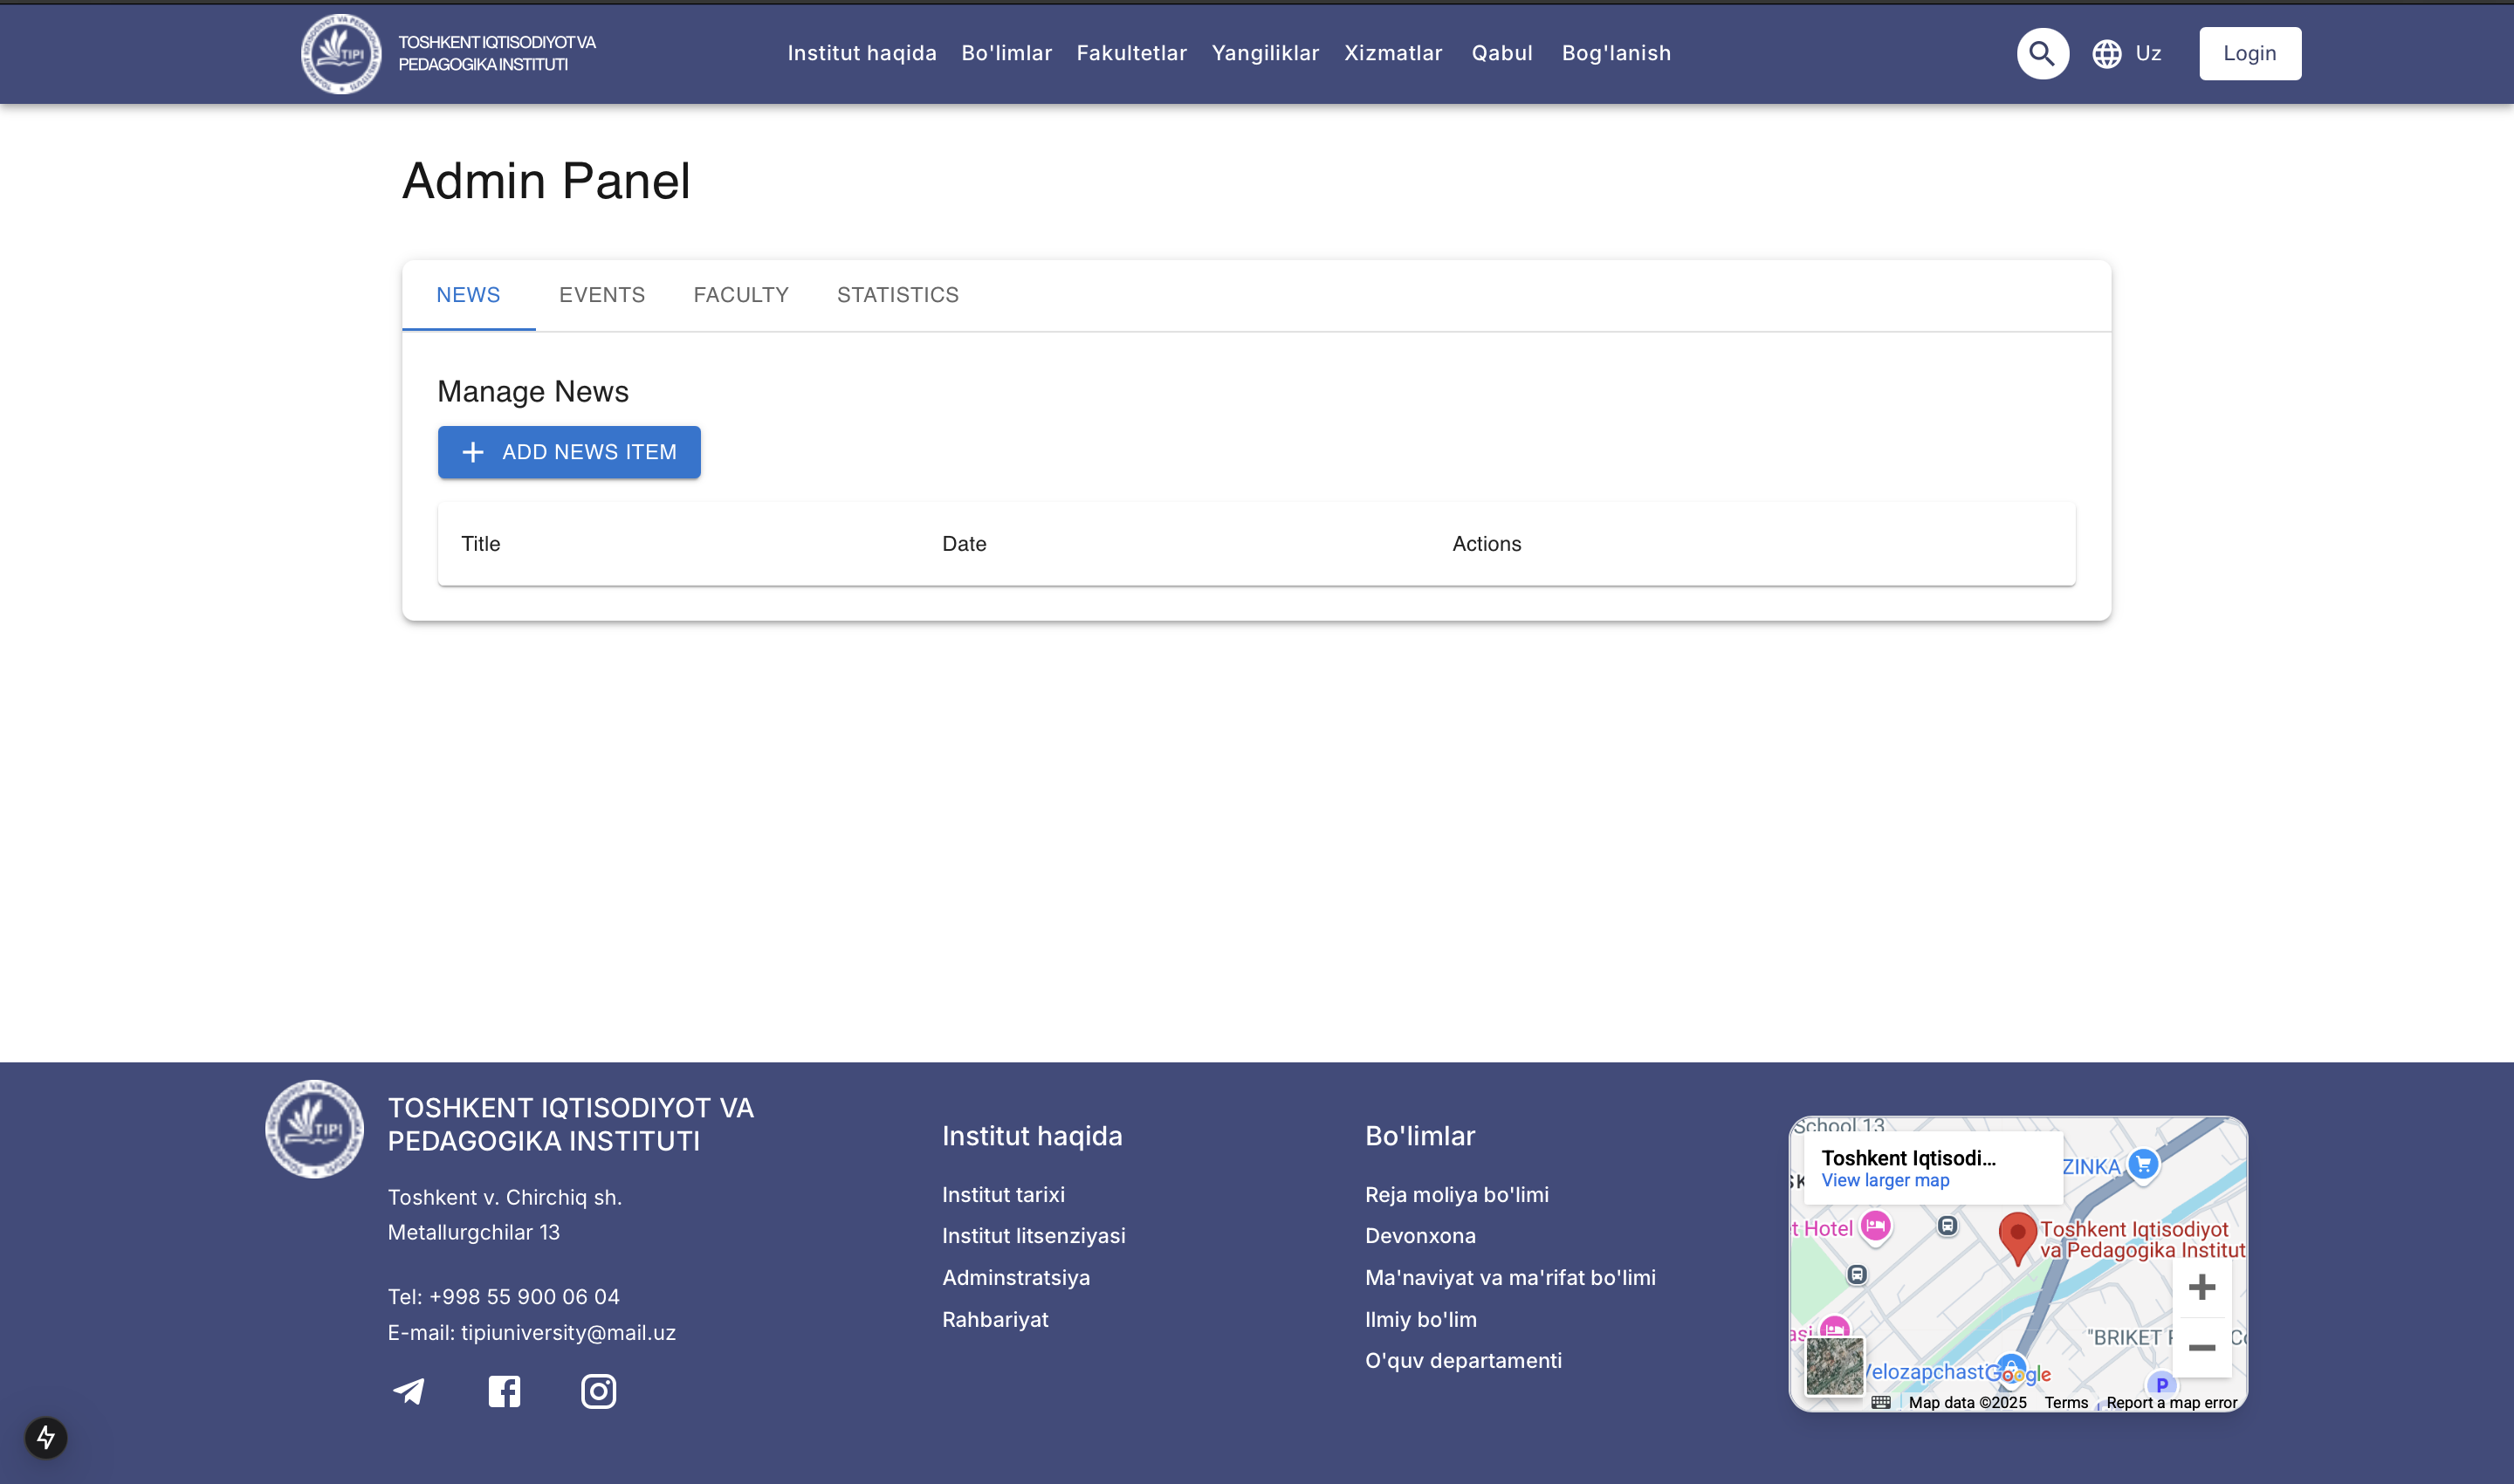 TIPI
TOSHKENT IQTISODIYOT VA
PEDAGOGIKA INSTITUTI
Institut haqida
Bo'limlar
Fakultetlar
Yangiliklar
Xizmatlar
Qabul
Bog'lanish
Uz
Login
Admin Panel
NEWS
EVENTS
FACULTY
STATISTICS
Manage News
ADD NEWS ITEM
Title
Date
Actions
TIPI
TOSHKENT IQTISODIYOT VA
PEDAGOGIKA INSTITUTI
Toshkent v. Chirchiq sh.
Metallurgchilar 13
Tel: +998 55 900 06 04
E-mail: tipiuniversity@mail.uz
Institut haqida
Institut tarixi
Institut litsenziyasi
Adminstratsiya
Rahbariyat
Bo'limlar
Reja moliya bo'limi
Devonxona
Ma'naviyat va ma'rifat bo'limi
Ilmiy bo'lim
O'quv departamenti
School 13
Toshkent Iqtisodi...
View larger map
ZINKA
t Hotel
Toshkent Iqtisodiyot
va Pedagogika Institut
"BRIKET
Velozapchasti
Google
P
Map data ©2025
Terms
Report a map error